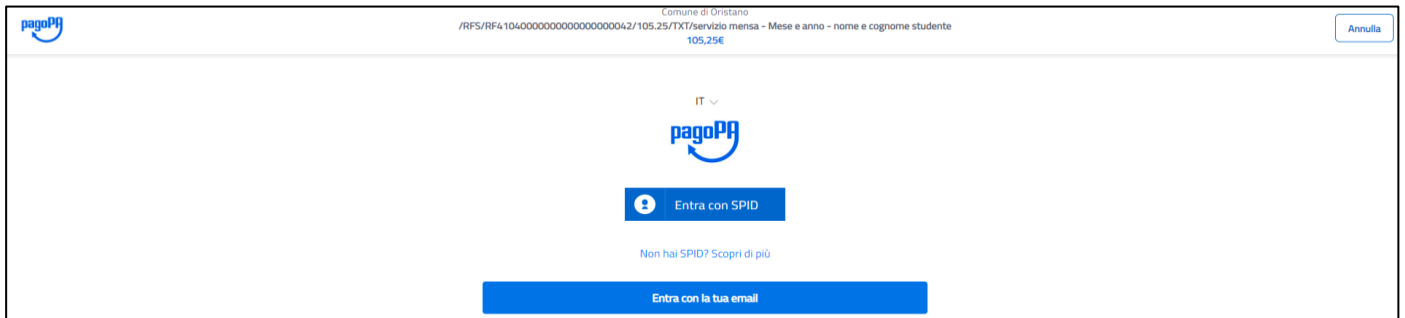 pagoPA
Comune di Oristano
/RFS/RF41040000000000000000042/105.25/TXT/servizio mensa - Mese e anno - nome e cognome studente
105,25€
Annulla
IT
pagoPA
Entra con SPID
Non hai SPID? Scopri di più
Entra con la tua email